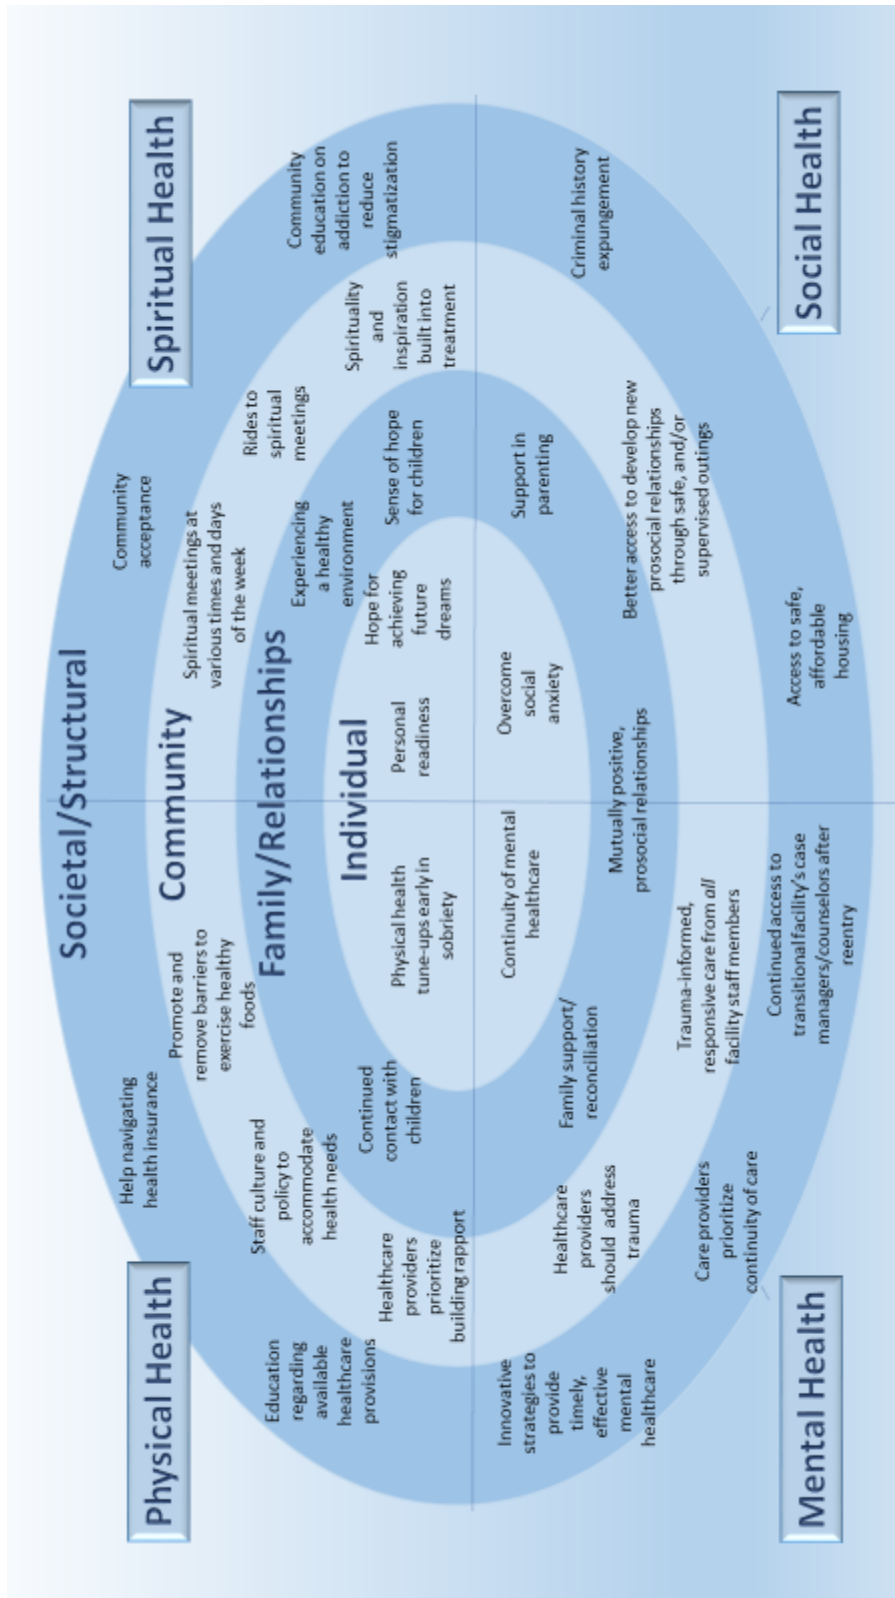 Physical Health
Spiritual Health
Societal/Structural
Help navigating
health insurance
Community
acceptance
Community
Promote and
remove barriers to
exercise healthy
foods
Spiritual meetings at
various times and days
of the week
Family/Relationships
Staff culture and
policy to
accommodate
health needs
Rides to
spiritual
meetings
Education
regarding
available
healthcare
provisions
Experiencing
a healthy
environment
Community
education on
addiction to
reduce
stigmatization
Individual
Continued
contact with
children
Healthcare
providers
prioritize
building rapport
Physical health
tune-ups early in
sobriety
Personal
readiness
Hope for
achieving
future
dreams
Sense of hope
for children
Spirituality
and
inspiration
built into
treatment
Innovative
strategies to
provide
timely,
effective
mental
healthcare
Continuity of mental
healthcare
Overcome
social
anxiety
Support in
parenting
Healthcare
providers
should address
trauma
Family support/
reconciliation
Mutually positive,
prosocial relationships
Criminal history
expungement
Better access to develop new
prosocial relationships
through safe, and/or
supervised outings
Care providers
prioritize
continuity of care
Trauma-informed,
responsive care from all
facility staff members
Continued access to
transitional facility's case
managers/counselors after
reentry
Access to safe,
affordable
housing
Mental Health
Social Health